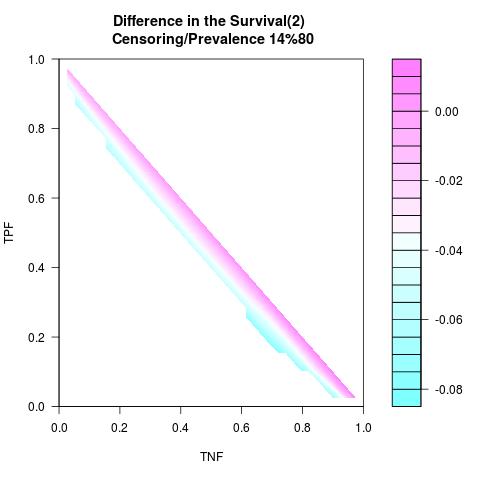 Difference in the Survival(2)
Censoring/Prevalence 14%80
1.0
0.8
0.6
0.4
0.2
0.0
TPF
0.0 0.2 0.4 0.6 0.8 1.0
TNF
0.00
-0.02
-0.04
-0.06
-0.08